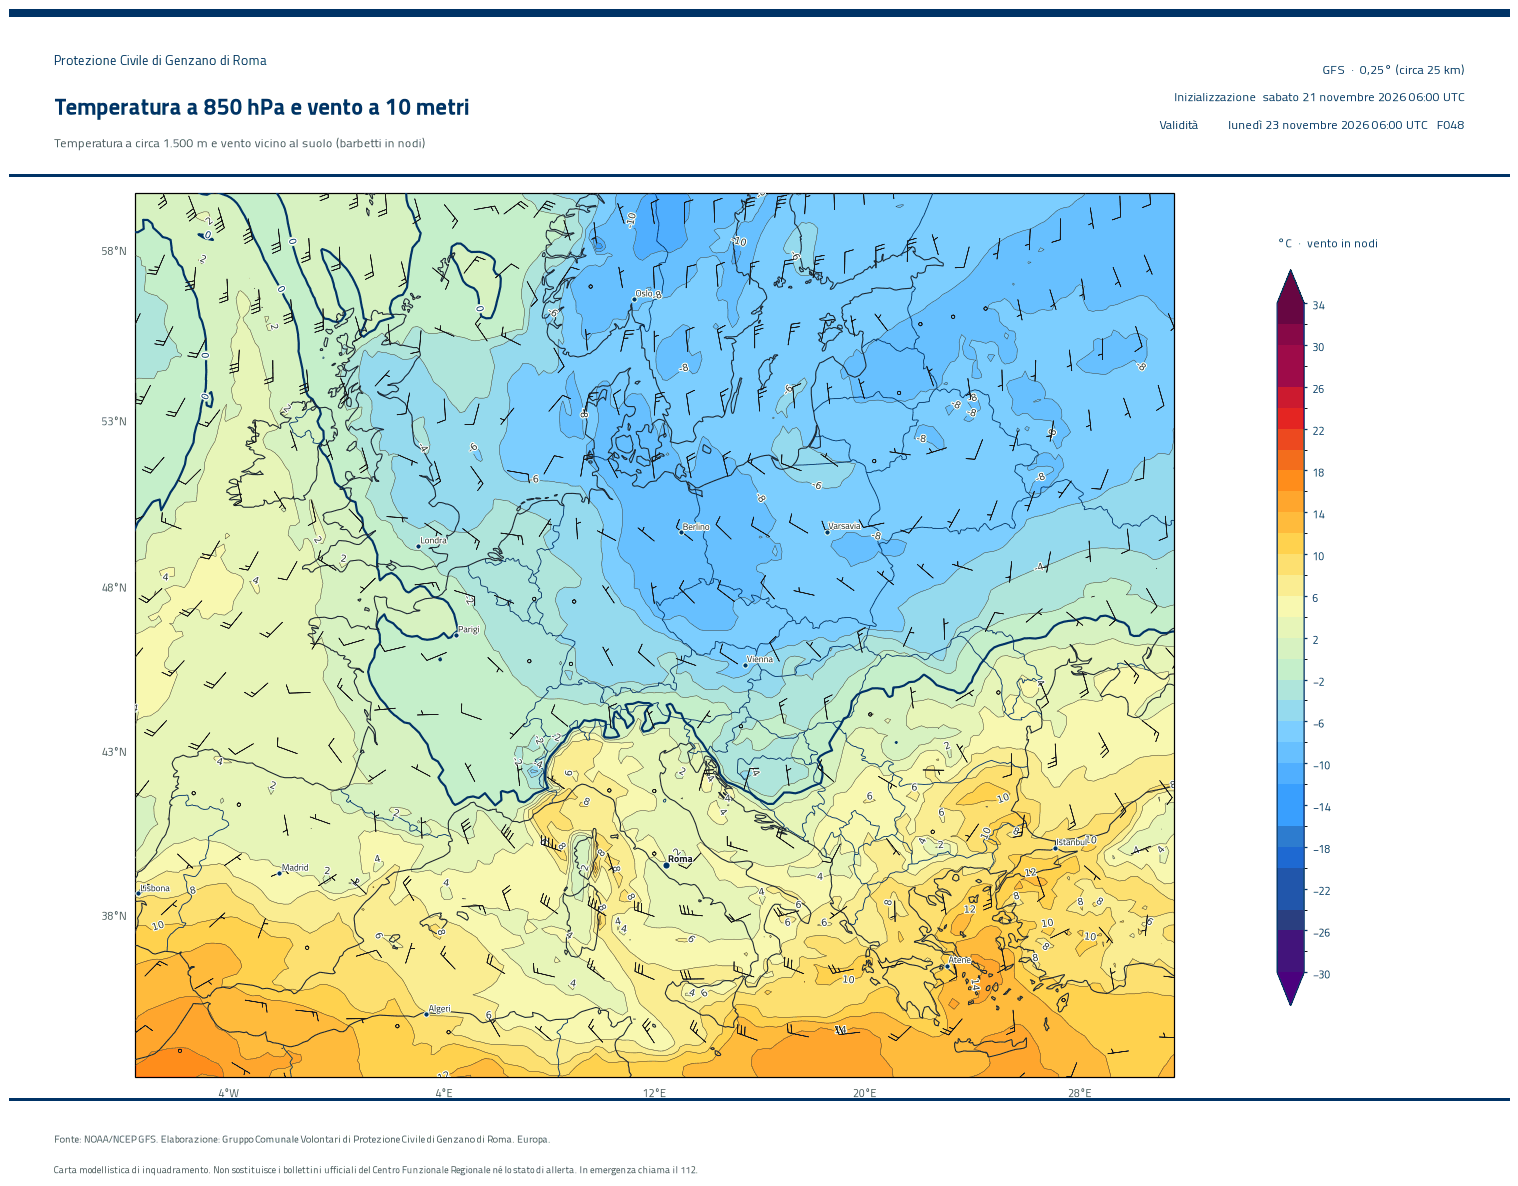 Protezione Civile di Genzano di Roma
Temperatura a 850 hPa e vento a 10 metri
Temperatura a circa 1.500 m e vento vicino al suolo (barbetti in nodi)
GFS · 0,25° (circa 25 km)
Inizializzazione sabato 21 novembre 2026 06:00 UTC
Validità lunedì 23 novembre 2026 06:00 UTC F048
°C · vento in nodi
34
30
26
22
18
14
10
6
2
−2
−6
−10
−14
−18
−22
−26
−30
58°N
53°N
48°N
43°N
38°N
Oslo
Londra
Berlino
Varsavia
Parigi
Vienna
Madrid
Lisbona
Roma
Istanbul
Atene
Algeri
4°W
4°E
12°E
20°E
28°E
Fonte: NOAA/NCEP GFS. Elaborazione: Gruppo Comunale Volontari di Protezione Civile di Genzano di Roma. Europa.
Carta modellistica di inquadramento. Non sostituisce i bollettini ufficiali del Centro Funzionale Regionale né lo stato di allerta. In emergenza chiama il 112.